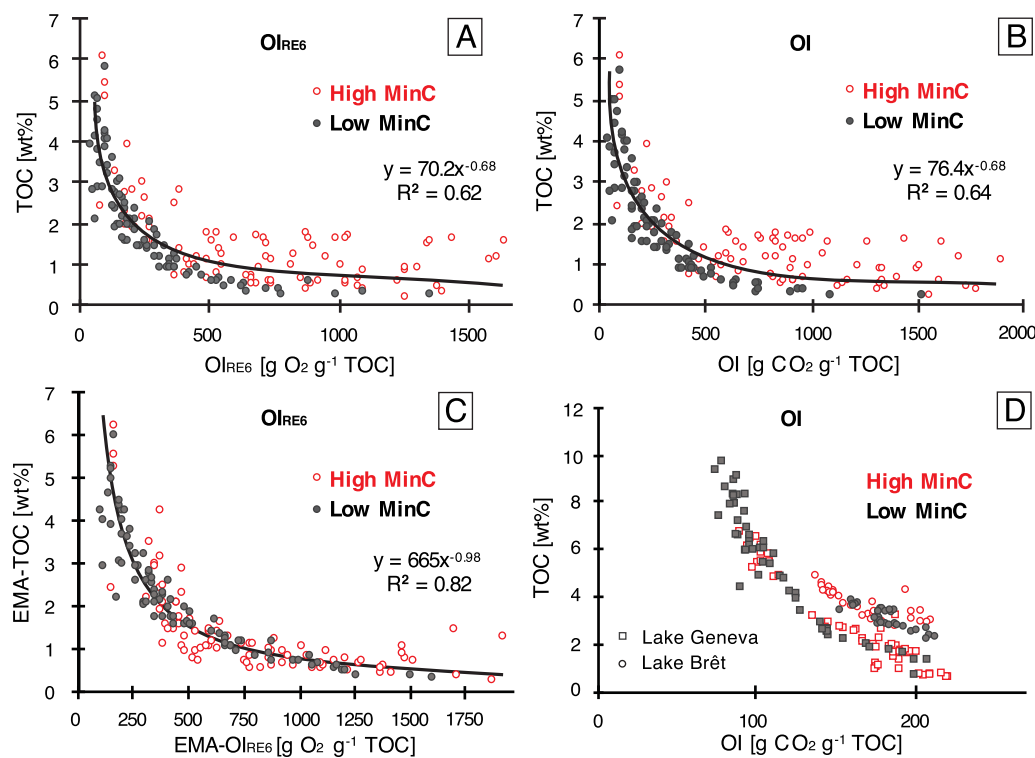 A
OIRE6
High MinC
Low MinC
y = 70.2x-0.68
R² = 0.62
TOC [wt%]
7
6
5
4
3
2
1
0
0
500
1000
1500
OIRE6 [g O2 g-1 TOC]
B
OI
High MinC
Low MinC
y = 76.4x-0.68
R² = 0.64
TOC [wt%]
7
6
5
4
3
2
1
0
0
500
1000
1500
2000
OI [g CO2 g-1 TOC]
C
OIRE6
High MinC
Low MinC
y = 665x-0.98
R² = 0.82
EMA-TOC [wt%]
7
6
5
4
3
2
1
0
0
250
500
750
1000
1250
1500
1750
EMA-OIRE6 [g O2 g-1 TOC]
D
OI
High MinC
Low MinC
Lake Geneva
Lake Brêt
TOC [wt%]
12
10
8
6
4
2
0
0
100
200
OI [g CO2 g-1 TOC]